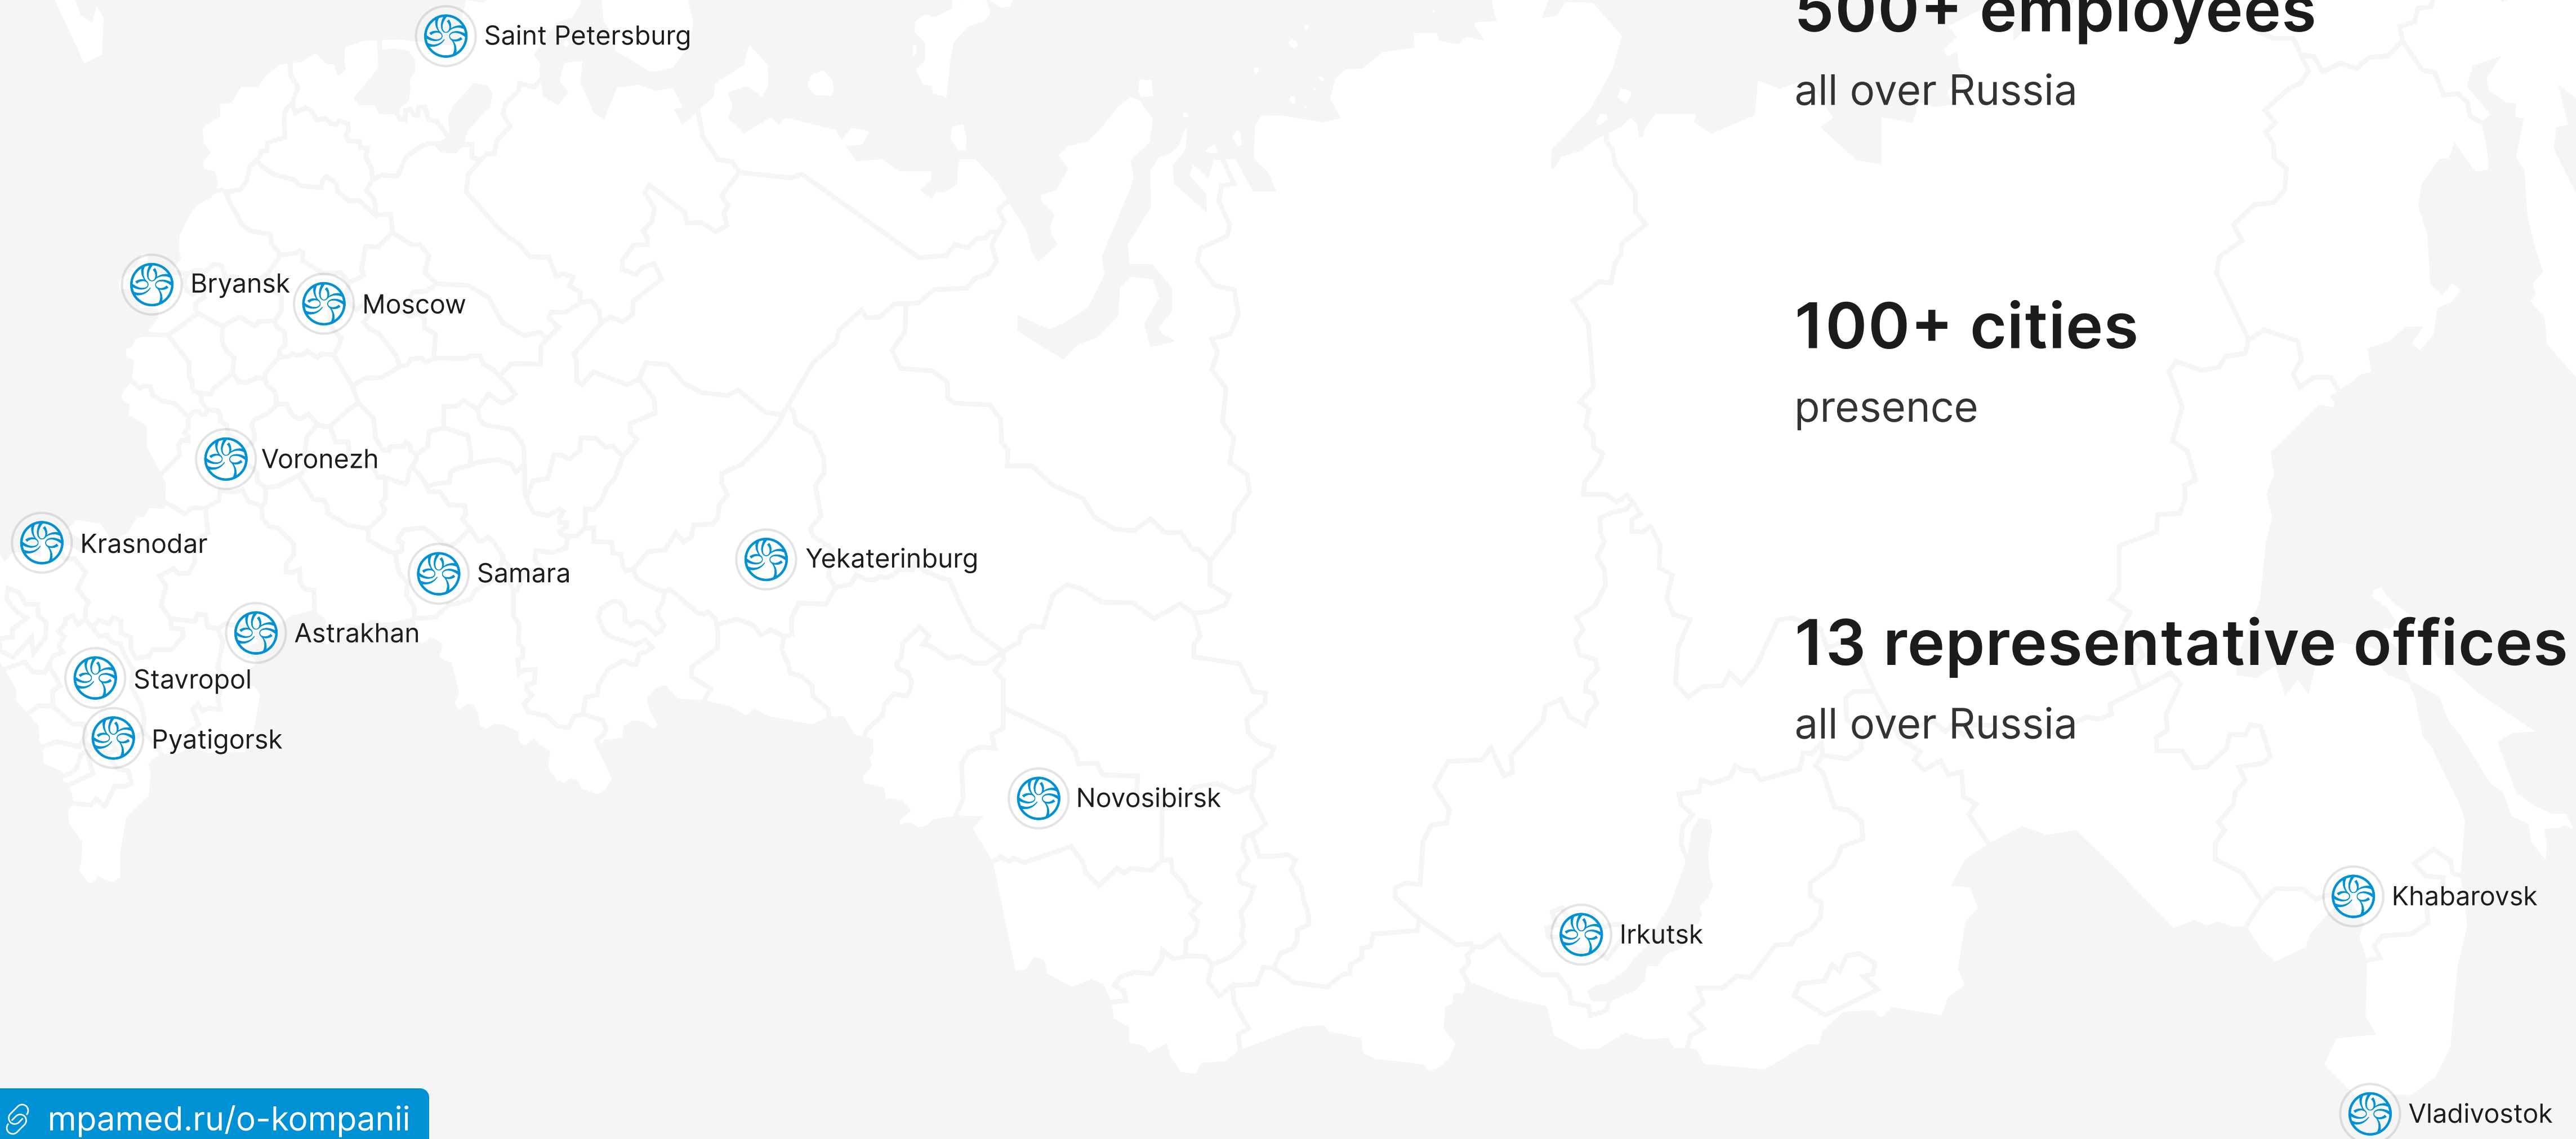 Saint Petersburg
500+ employees
all over Russia
Bryansk
Moscow
100+ cities
presence
Voronezh
Krasnodar
Samara
Yekaterinburg
Astrakhan
Stavropol
Pyatigorsk
13 representative offices
all over Russia
Novosibirsk
Irkutsk
Khabarovsk
Vladivostok
mpamed.ru/o-kompanii